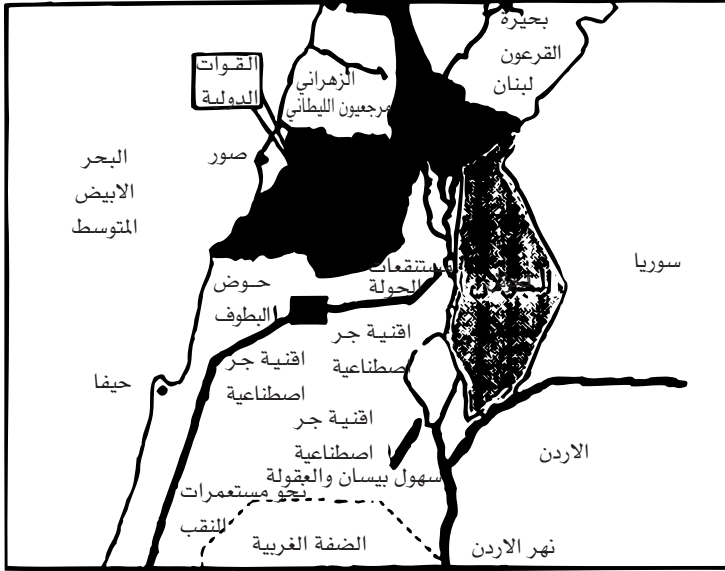 بحيرة
القرعون
لبنان
القوات
الدولية
الزهراني
مرجعيون الليطاني
صور
البحر
الابيض
المتوسط
سوريا
مستنقعات
الحولة
الجولان
حوض
البطوف
اقنية جر
اصطناعية
اقنية جر
اصطناعية
حيفا
اقنية جر
اصطناعية
سهول بيسان والعفولة
نحو مستعمرات
النقب
الضفة الغربية
الاردن
نهر الاردن